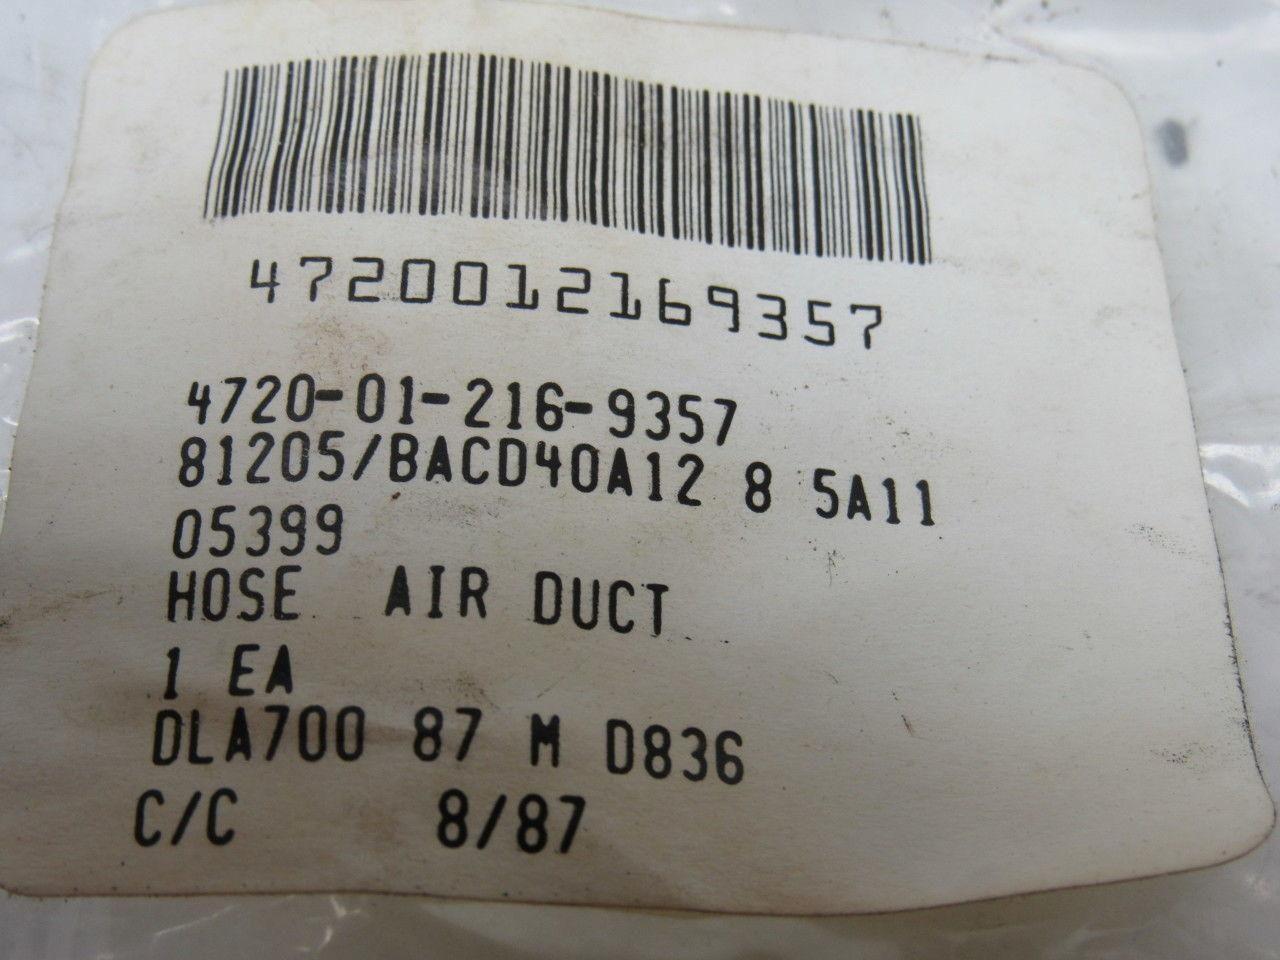 4720012169357
4720-01-216-9357
81205/BACD40A12 8 5A11
05399
HOSE AIR DUCT
1 EA
DLA700 87 M D836
C/C 8/87